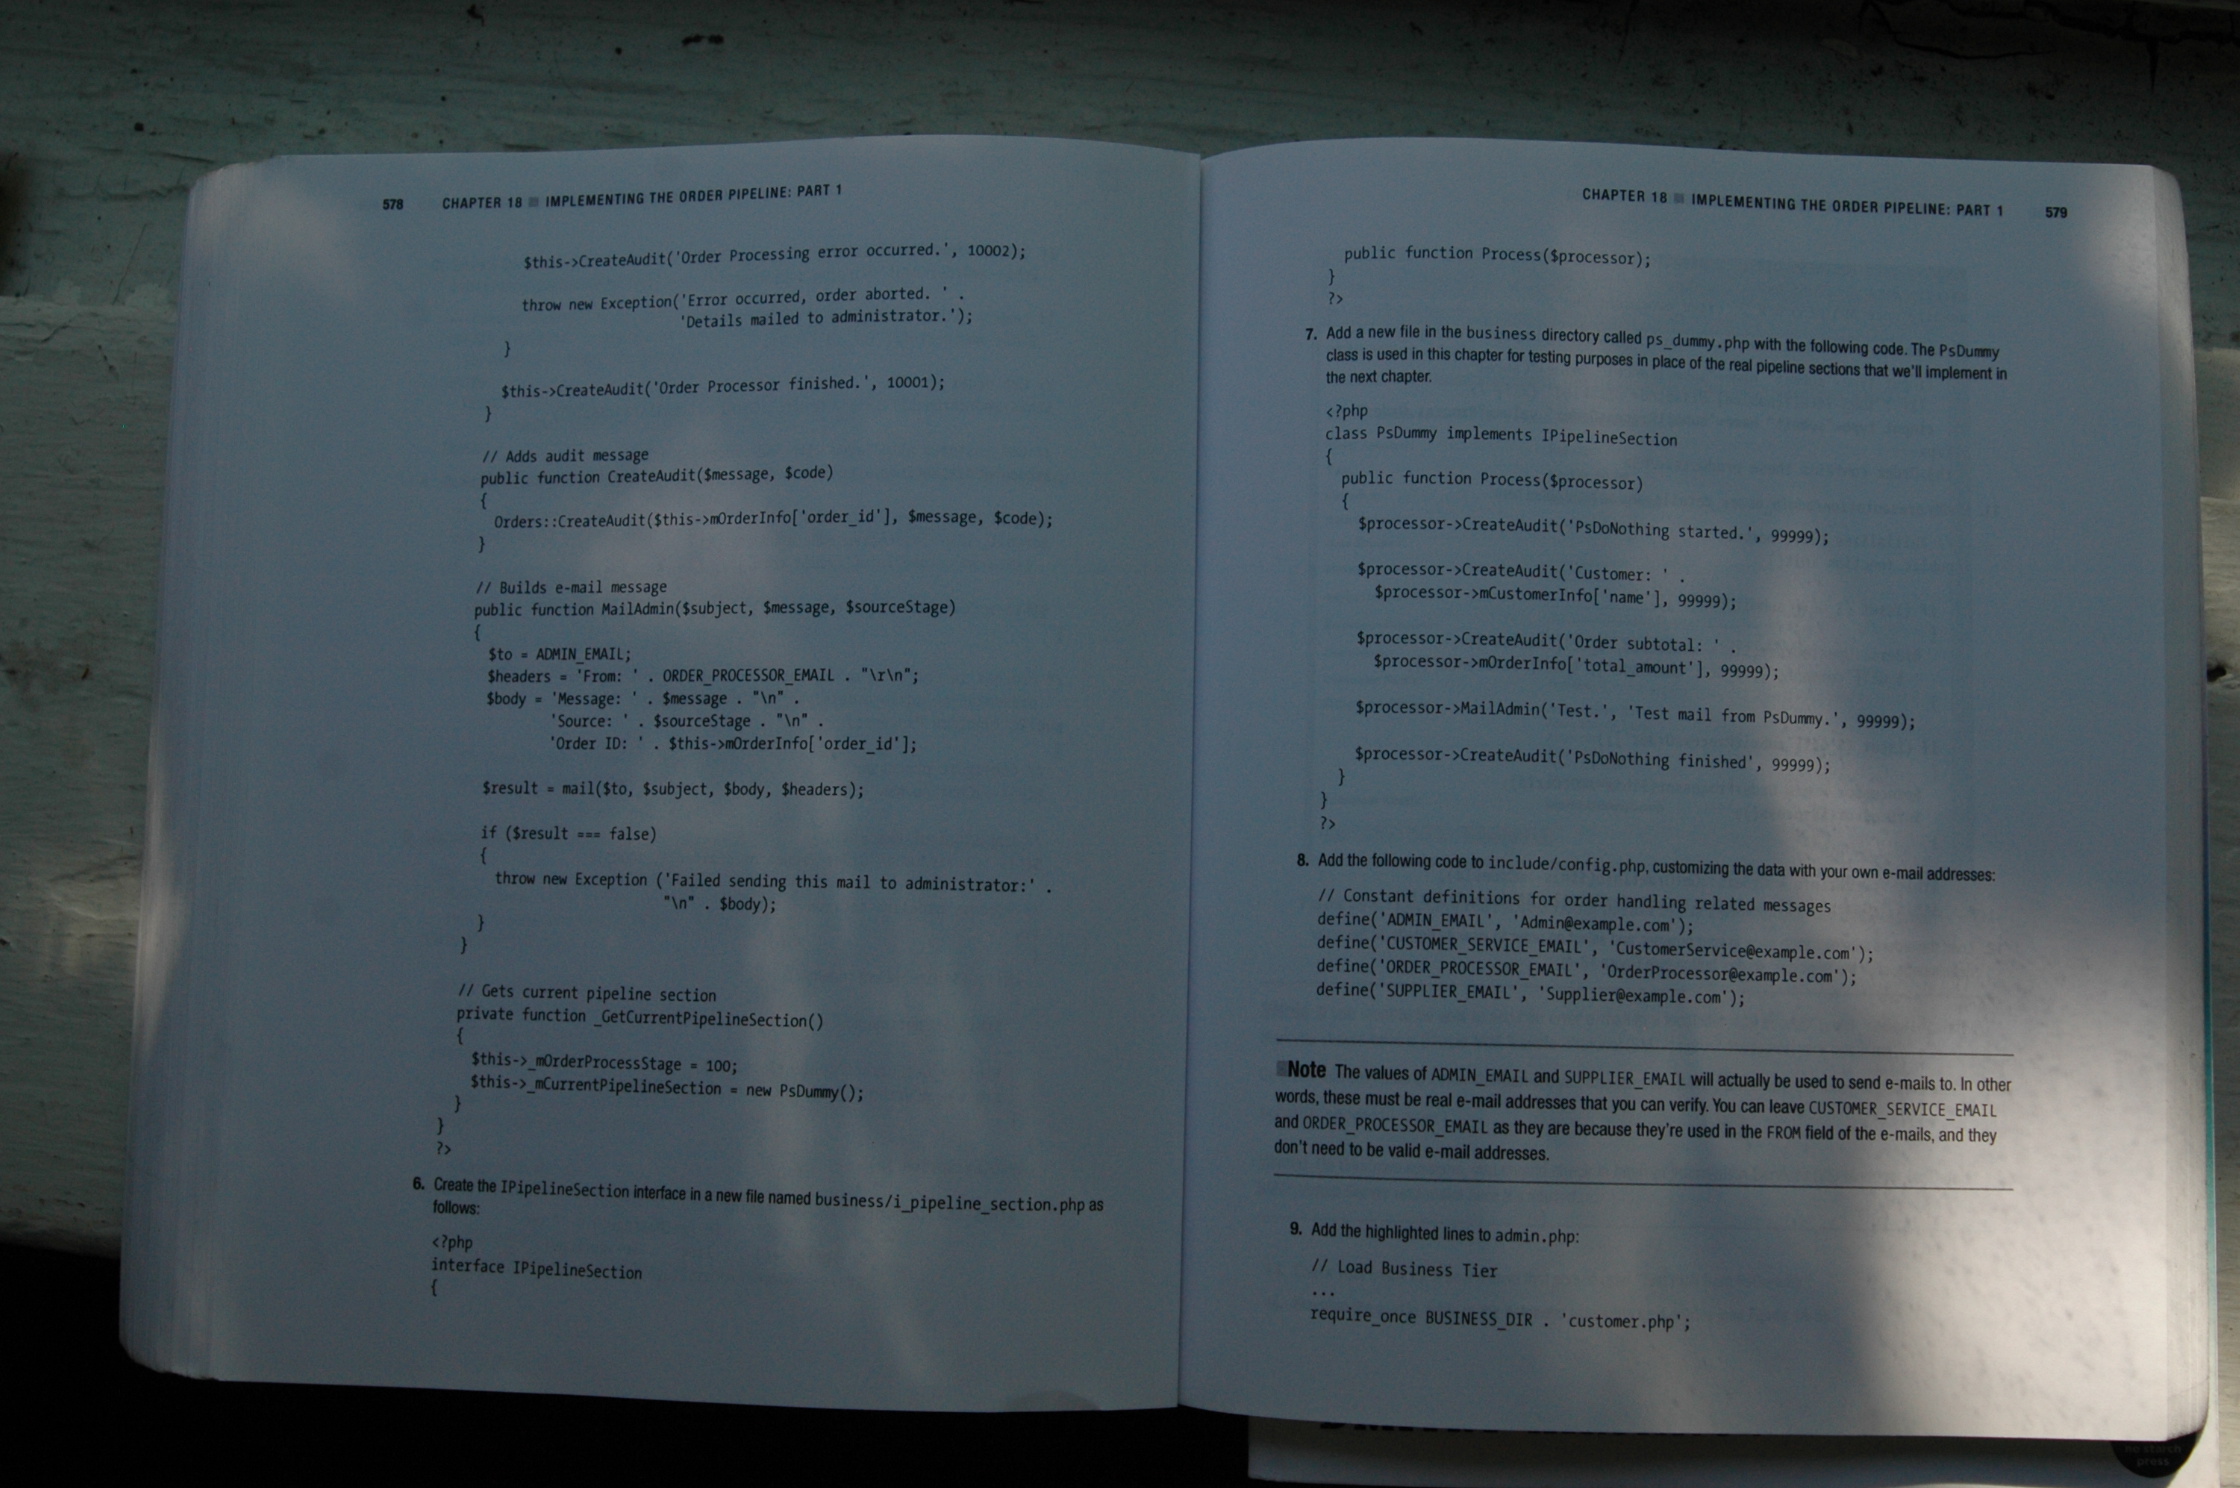 578 CHAPTER 18 ■ IMPLEMENTING THE ORDER PIPELINE: PART 1
$this->CreateAudit('Order Processing error occurred.', 10002);
throw new Exception('Error occurred, order aborted. ' .
'Details mailed to administrator.');
}
$this->CreateAudit('Order Processor finished.', 10001);
}
// Adds audit message
public function CreateAudit($message, $code)
{
Orders::CreateAudit($this->mOrderInfo['order_id'], $message, $code);
}
// Builds e-mail message
public function MailAdmin($subject, $message, $sourceStage)
{
$to = ADMIN_EMAIL;
$headers = 'From: ' . ORDER_PROCESSOR_EMAIL . "\r\n";
$body = 'Message: ' . $message . "\n" .
'Source: ' . $sourceStage . "\n" .
'Order ID: ' . $this->mOrderInfo['order_id'];
$result = mail($to, $subject, $body, $headers);
if ($result === false)
{
throw new Exception ('Failed sending this mail to administrator:' .
"\n" . $body);
}
}
// Gets current pipeline section
private function _GetCurrentPipelineSection()
{
$this->_mOrderProcessStage = 100;
$this->_mCurrentPipelineSection = new PsDummy();
}
}
?>
6. Create the IPipelineSection interface in a new file named business/i_pipeline_section.php as
follows:
<?php
interface IPipelineSection
{
CHAPTER 18 ■ IMPLEMENTING THE ORDER PIPELINE: PART 1 579
public function Process($processor);
}
?>
7. Add a new file in the business directory called ps_dummy.php with the following code. The PsDummy
class is used in this chapter for testing purposes in place of the real pipeline sections that we'll implement in
the next chapter.
<?php
class PsDummy implements IPipelineSection
{
public function Process($processor)
{
$processor->CreateAudit('PsDoNothing started.', 99999);
$processor->CreateAudit('Customer: ' .
$processor->mCustomerInfo['name'], 99999);
$processor->CreateAudit('Order subtotal: ' .
$processor->mOrderInfo['total_amount'], 99999);
$processor->MailAdmin('Test.', 'Test mail from PsDummy.', 99999);
$processor->CreateAudit('PsDoNothing finished', 99999);
}
}
?>
8. Add the following code to include/config.php, customizing the data with your own e-mail addresses:
// Constant definitions for order handling related messages
define('ADMIN_EMAIL', 'Admin@example.com');
define('CUSTOMER_SERVICE_EMAIL', 'CustomerService@example.com');
define('ORDER_PROCESSOR_EMAIL', 'OrderProcessor@example.com');
define('SUPPLIER_EMAIL', 'Supplier@example.com');
■Note The values of ADMIN_EMAIL and SUPPLIER_EMAIL will actually be used to send e-mails to. In other
words, these must be real e-mail addresses that you can verify. You can leave CUSTOMER_SERVICE_EMAIL
and ORDER_PROCESSOR_EMAIL as they are because they're used in the FROM field of the e-mails, and they
don't need to be valid e-mail addresses.
9. Add the highlighted lines to admin.php:
// Load Business Tier
...
require_once BUSINESS_DIR . 'customer.php';
no starch
press